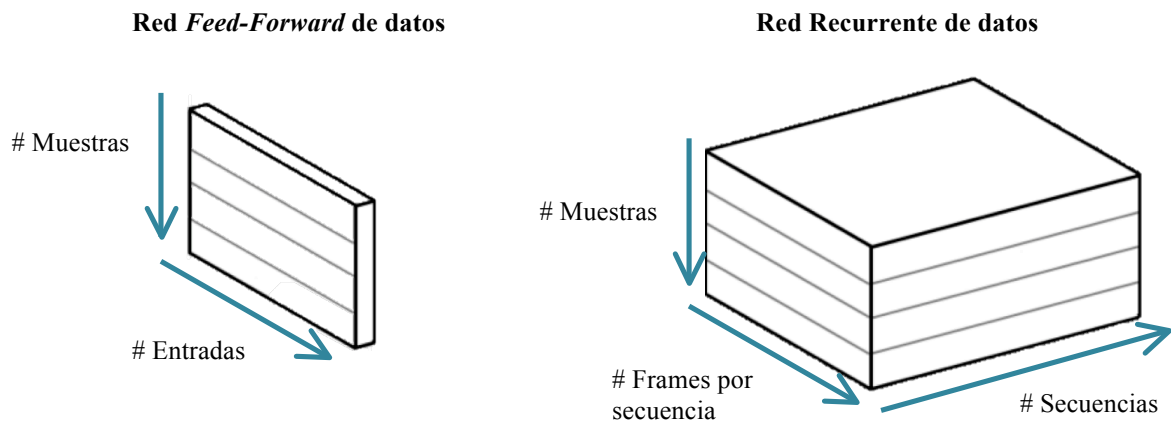 Red Feed-Forward de datos
# Muestras
# Entradas
Red Recurrente de datos
# Muestras
# Frames por
secuencia
# Secuencias